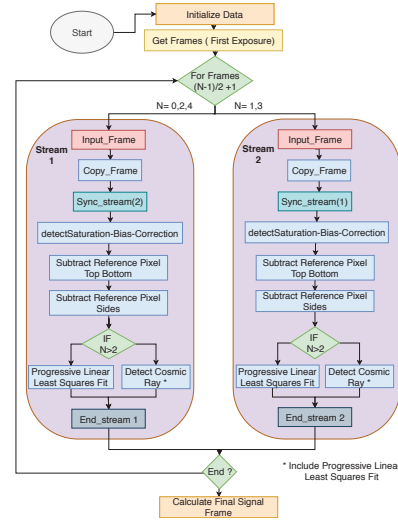 Initialize Data
Start
Get Frames ( First Exposure)
For Frames
(N-1)/2 +1
N= 0,2,4
N= 1,3
Stream
1
Input_Frame
Copy_Frame
Sync_stream(2)
detectSaturation-Bias-Correction
Subtract Reference Pixel
Top Bottom
Subtract Reference Pixel
Sides
IF
N>2
Progressive Linear
Least Squares Fit
Detect Cosmic
Ray *
End_stream 1
Stream
2
Input_Frame
Copy_Frame
Sync_stream(1)
detectSaturation-Bias-Correction
Subtract Reference Pixel
Top Bottom
Subtract Reference Pixel
Sides
IF
N>2
Progressive Linear
Least Squares Fit
Detect Cosmic
Ray *
End_stream 2
End ?
* Include Progressive Linea
Least Squares Fit
Calculate Final Signal
Frame